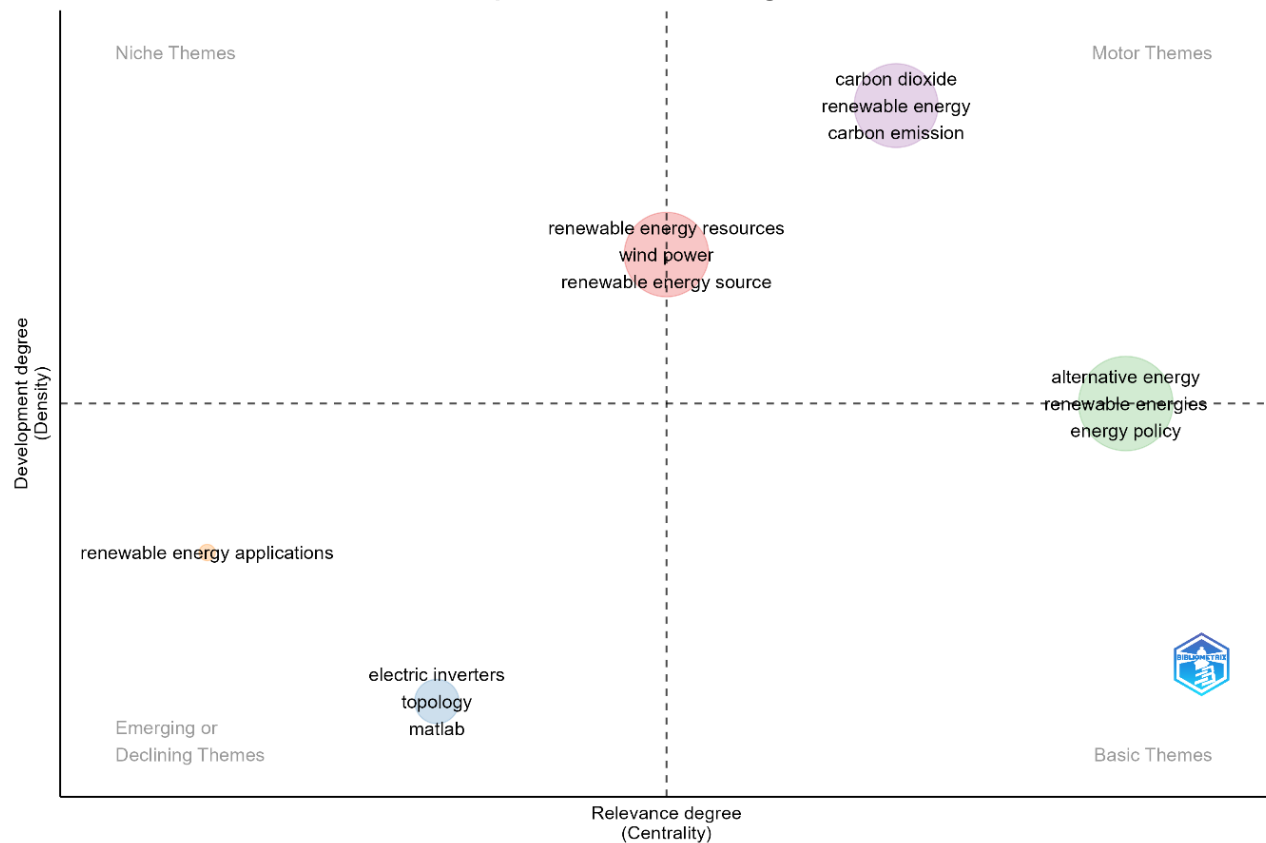 Niche Themes
Motor Themes
carbon dioxide
renewable energy
carbon emission
renewable energy resources
wind power
renewable energy source
Development degree
(Density)
alternative energy
renewable energies
energy policy
renewable energy applications
electric inverters
topology
matlab
BIBLIOMETRIX
Emerging or
Declining Themes
Basic Themes
Relevance degree
(Centrality)